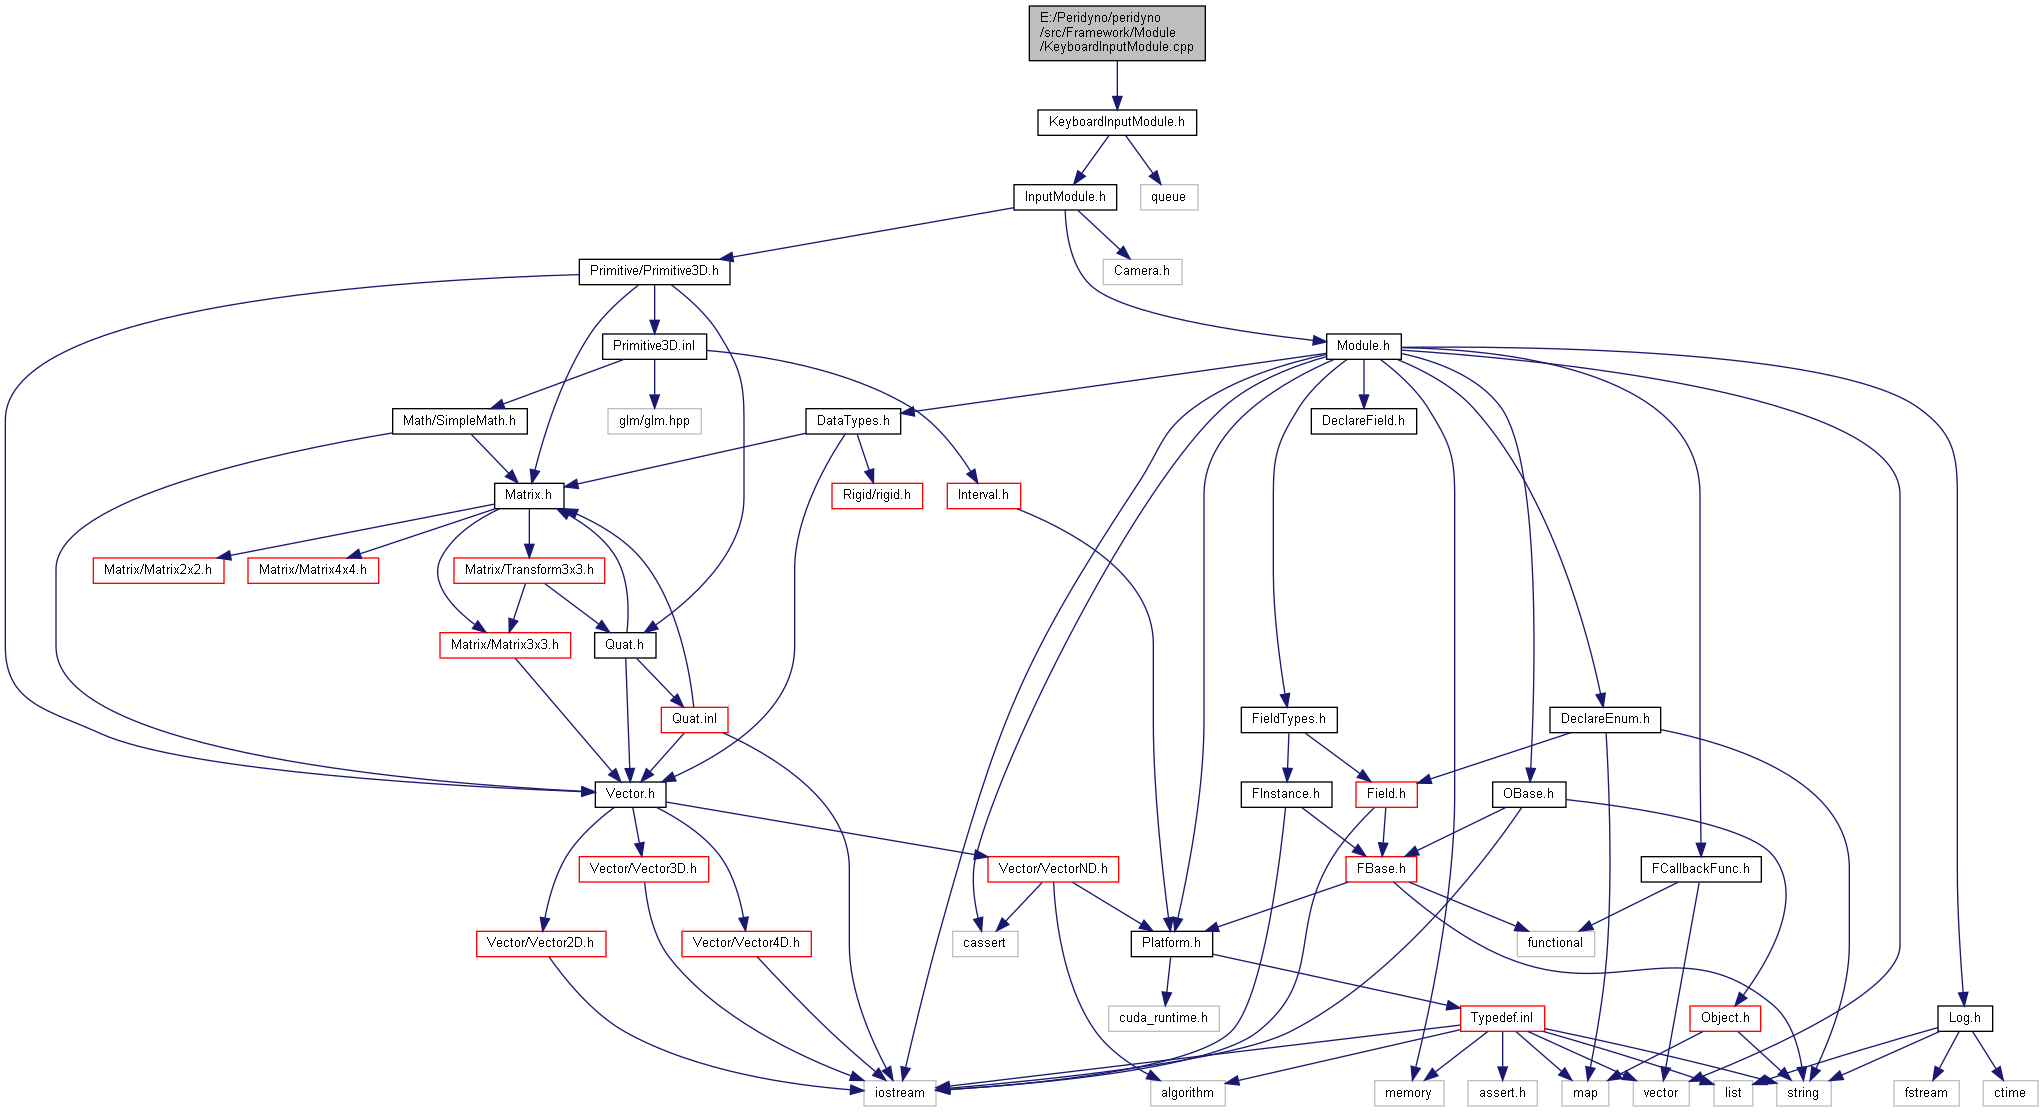 E:/Peridyno/peridyno
/src/Framework/Module
/KeyboardInputModule.cpp
KeyboardInputModule.h
InputModule.h
queue
Primitive/Primitive3D.h
Camera.h
Primitive3D.inl
Module.h
Math/SimpleMath.h
glm/glm.hpp
DataTypes.h
DeclareField.h
Matrix.h
Rigid/rigid.h
Interval.h
Matrix/Matrix2x2.h
Matrix/Matrix4x4.h
Matrix/Transform3x3.h
Matrix/Matrix3x3.h
Quat.h
Quat.inl
FieldTypes.h
DeclareEnum.h
Vector.h
FInstance.h
Field.h
OBase.h
Vector/Vector3D.h
Vector/VectorND.h
FBase.h
FCallbackFunc.h
Vector/Vector2D.h
Vector/Vector4D.h
cassert
Platform.h
functional
cuda_runtime.h
Typedef.inl
Object.h
Log.h
iostream
algorithm
memory
assert.h
map
vector
list
string
fstream
ctime